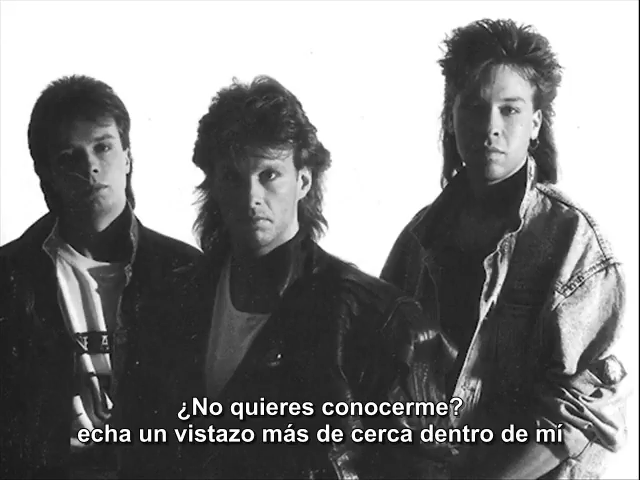 ¿No quieres conocerme?
echa un vistazo más de cerca dentro de mí